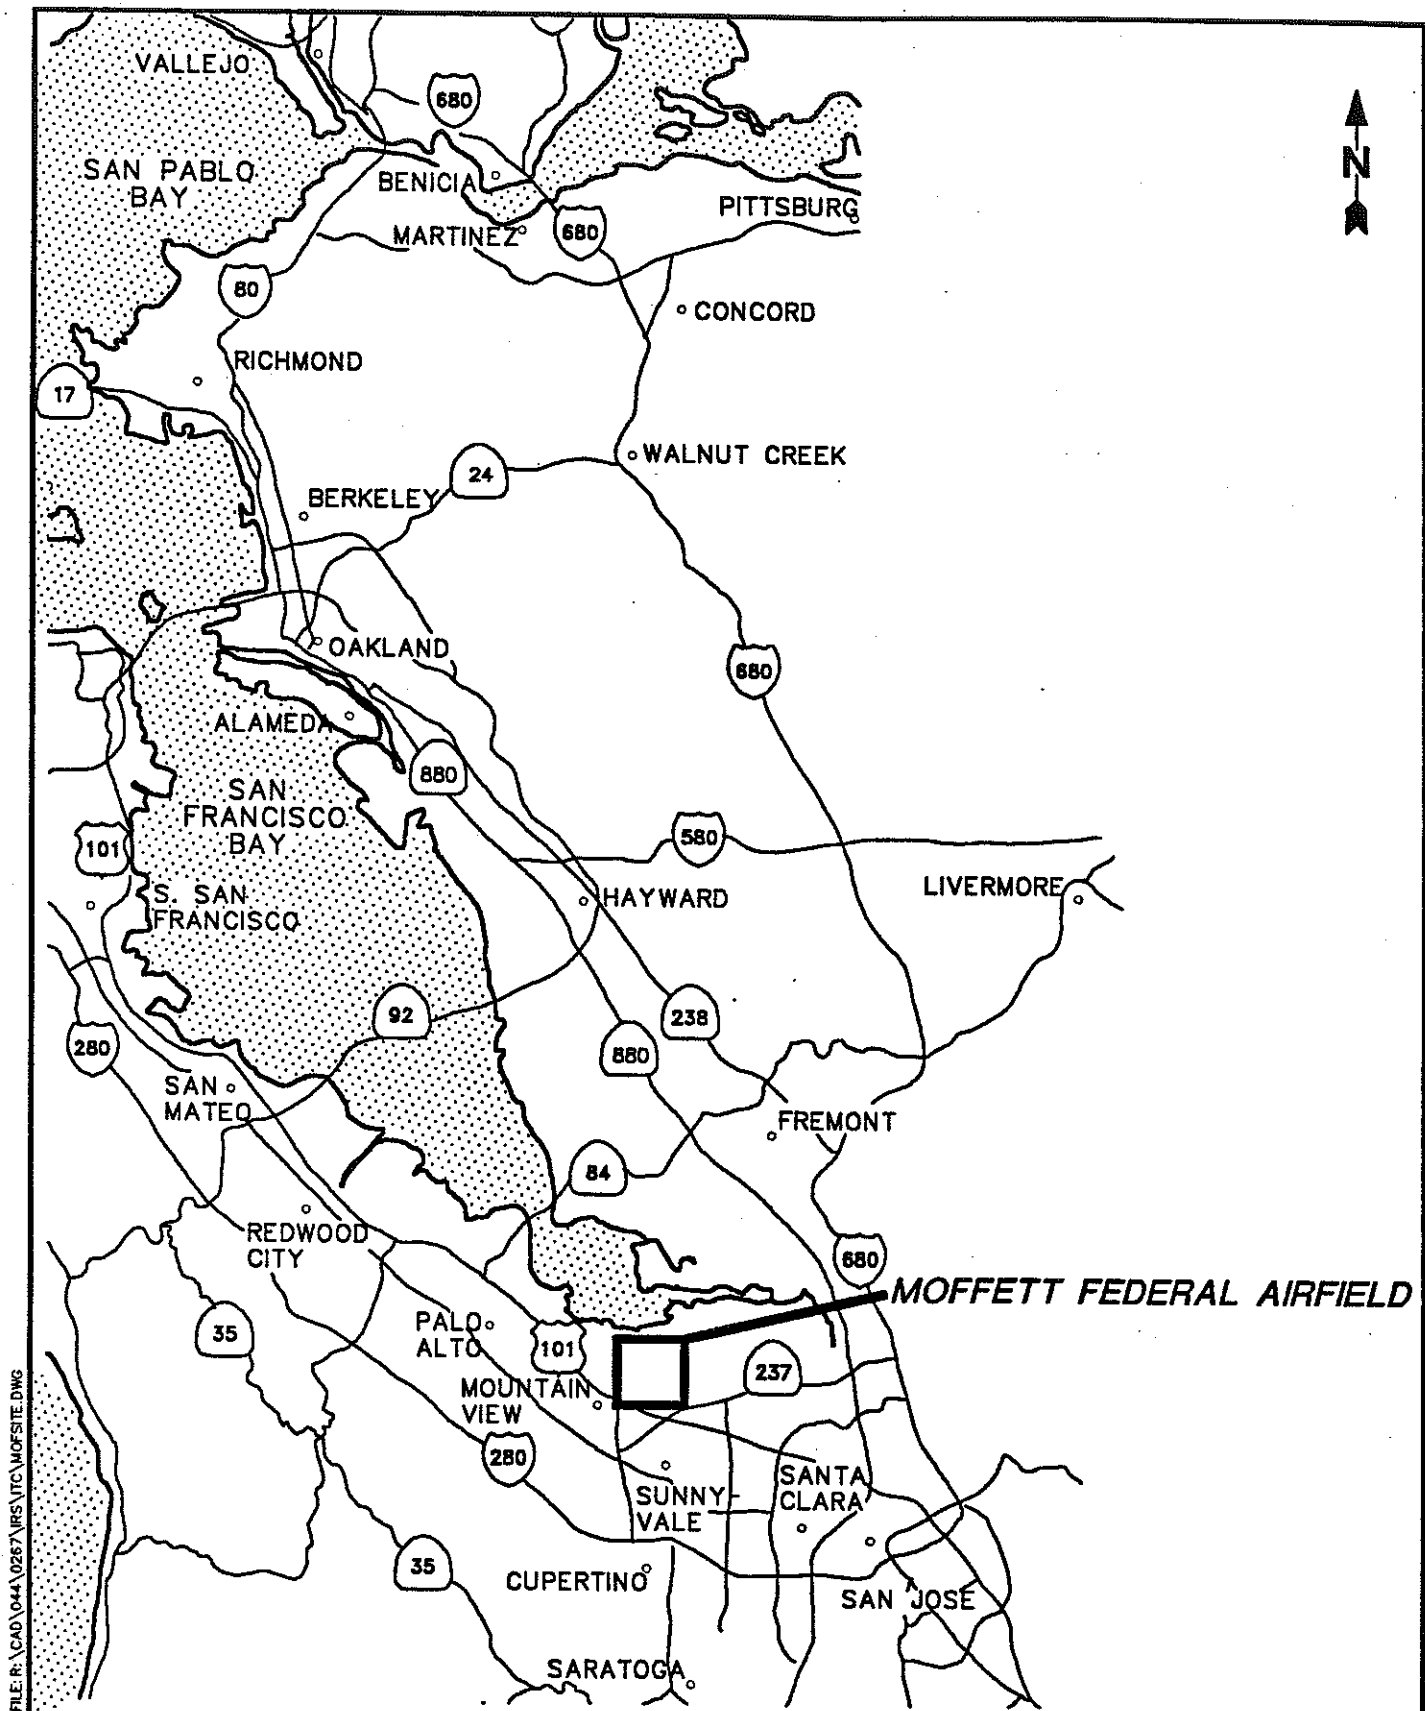 VALLEJO
680
SAN PABLO
BAY
BENICIA
PITTSBURG
N
MARTINEZ
680
80
CONCORD
RICHMOND
17
WALNUT CREEK
24
BERKELEY
OAKLAND
680
ALAMEDA
880
SAN
FRANCISCO
BAY
101
580
S. SAN
FRANCISCO
HAYWARD
LIVERMORE
92
238
280
880
SAN
MATEO
FREMONT
84
REDWOOD
CITY
680
MOFFETT FEDERAL AIRFIELD
35
PALO
ALTO
101
237
MOUNTAIN
VIEW
280
SANTA
CLARA
SUNNY-
VALE
35
CUPERTINO
SAN JOSE
SARATOGA
FILE: R:\CAD\044\0267\IRS\ITC\MOFSITE.DWG